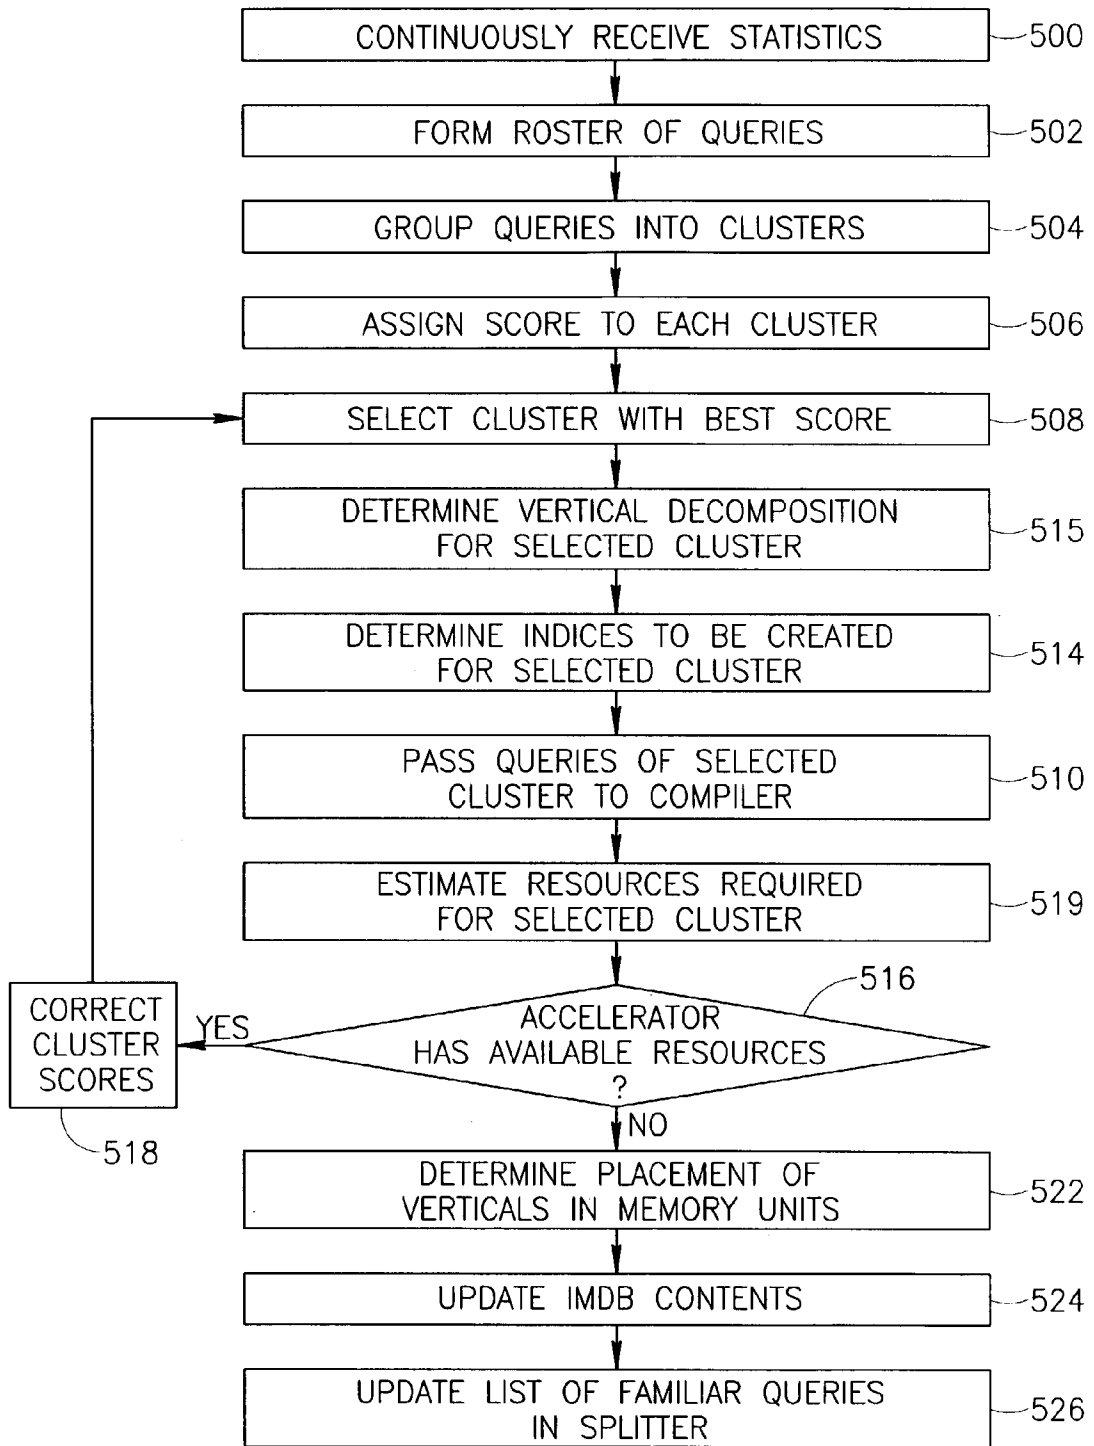 CONTINUOUSLY RECEIVE STATISTICS 500
FORM ROSTER OF QUERIES 502
GROUP QUERIES INTO CLUSTERS 504
ASSIGN SCORE TO EACH CLUSTER 506
SELECT CLUSTER WITH BEST SCORE 508
DETERMINE VERTICAL DECOMPOSITION
FOR SELECTED CLUSTER
515
DETERMINE INDICES TO BE CREATED
FOR SELECTED CLUSTER
514
PASS QUERIES OF SELECTED
CLUSTER TO COMPILER
510
ESTIMATE RESOURCES REQUIRED
FOR SELECTED CLUSTER
519
516
ACCELERATOR
HAS AVAILABLE RESOURCES
?
YES
CORRECT
CLUSTER
SCORES
518
NO
DETERMINE PLACEMENT OF
VERTICALS IN MEMORY UNITS
522
UPDATE IMDB CONTENTS 524
UPDATE LIST OF FAMILIAR QUERIES
IN SPLITTER
526